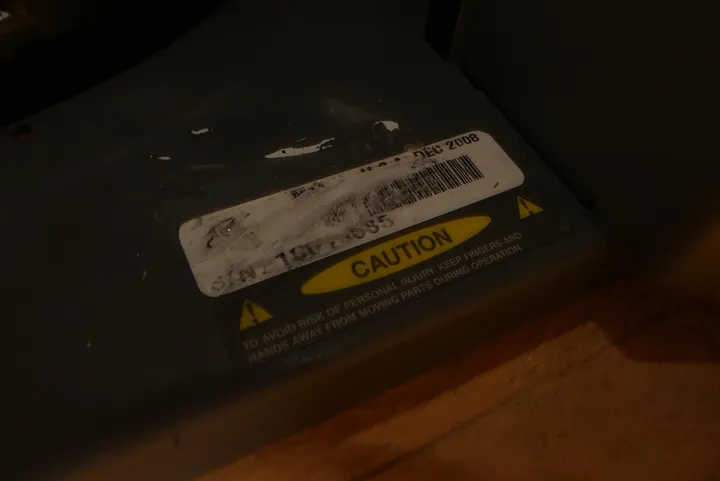 DEC 2008
S/N:
CAUTION
TO AVOID RISK OF PERSONAL INJURY, KEEP FINGERS AND
HANDS AWAY FROM MOVING PARTS DURING OPERATION.